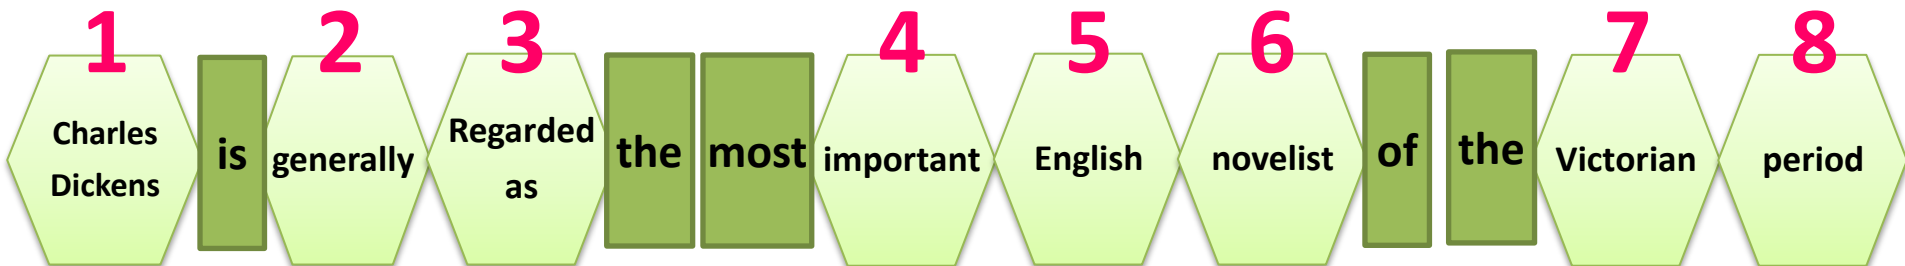 1 2 3 4 5 6 7 8
Charles Dickens is generally Regarded as the most important English novelist of the Victorian period